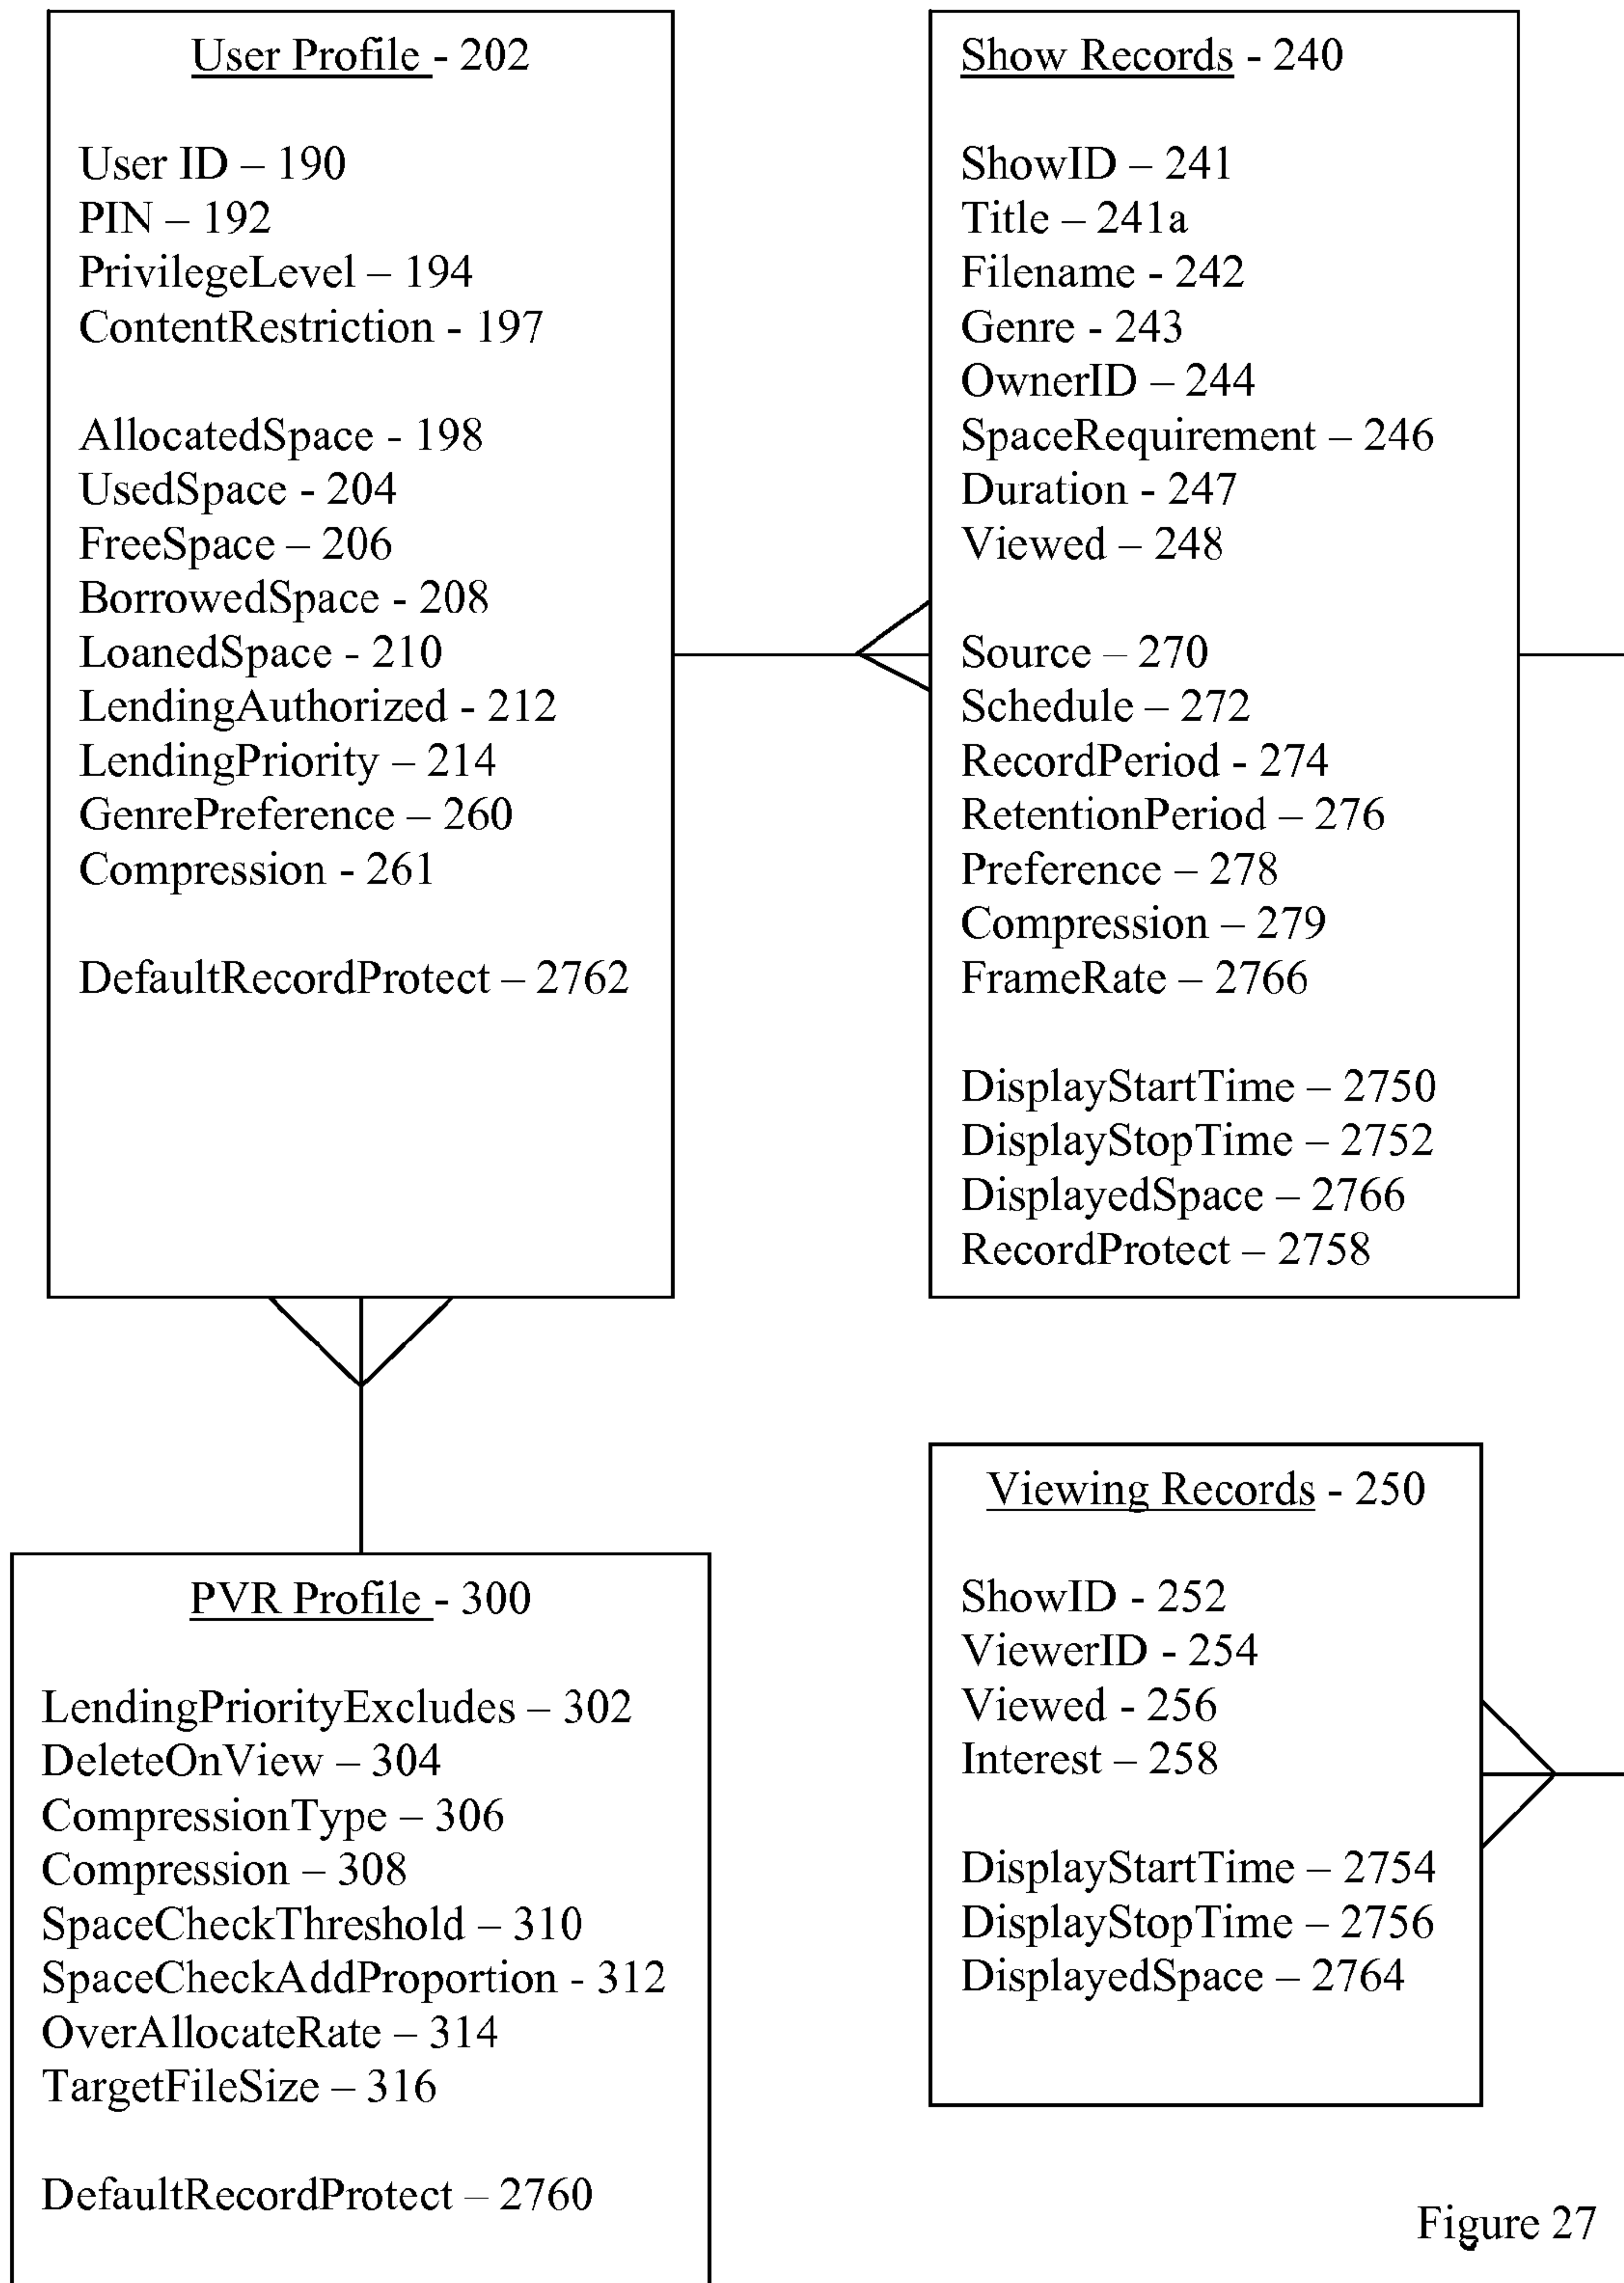 User Profile - 202
User ID – 190
PIN – 192
PrivilegeLevel – 194
ContentRestriction - 197
AllocatedSpace - 198
UsedSpace - 204
FreeSpace – 206
BorrowedSpace - 208
LoanedSpace - 210
LendingAuthorized - 212
LendingPriority – 214
GenrePreference – 260
Compression - 261
DefaultRecordProtect – 2762
Show Records - 240
ShowID – 241
Title – 241a
Filename - 242
Genre - 243
OwnerID – 244
SpaceRequirement – 246
Duration - 247
Viewed – 248
Source – 270
Schedule – 272
RecordPeriod - 274
RetentionPeriod – 276
Preference – 278
Compression – 279
FrameRate – 2766
DisplayStartTime – 2750
DisplayStopTime – 2752
DisplayedSpace – 2766
RecordProtect – 2758
PVR Profile - 300
LendingPriorityExcludes – 302
DeleteOnView – 304
CompressionType – 306
Compression – 308
SpaceCheckThreshold – 310
SpaceCheckAddProportion - 312
OverAllocateRate – 314
TargetFileSize – 316
DefaultRecordProtect – 2760
Viewing Records - 250
ShowID - 252
ViewerID - 254
Viewed - 256
Interest – 258
DisplayStartTime – 2754
DisplayStopTime – 2756
DisplayedSpace – 2764
Figure 27